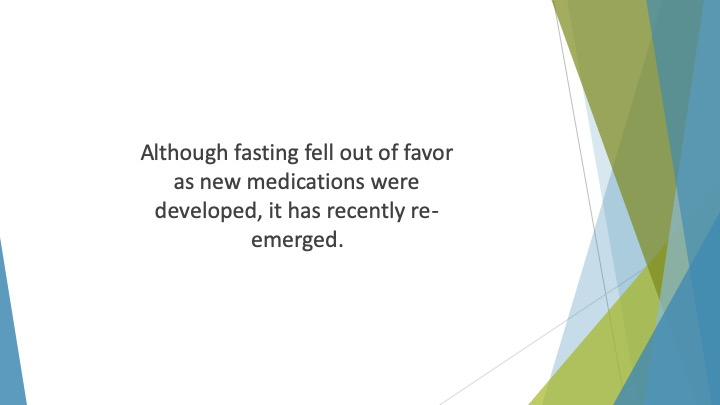 Although fasting fell out of favor
as new medications were
developed, it has recently re-
emerged.